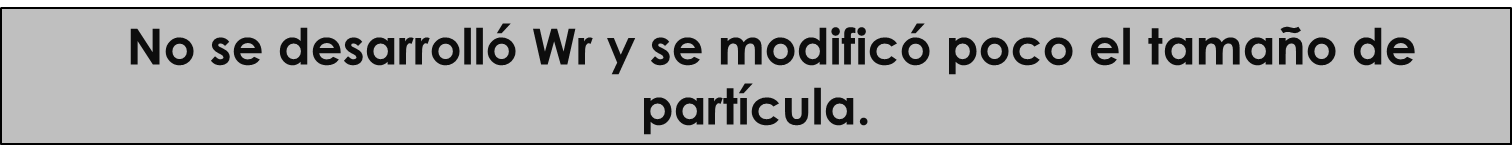 No se desarrolló Wr y se modificó poco el tamaño de
partícula.